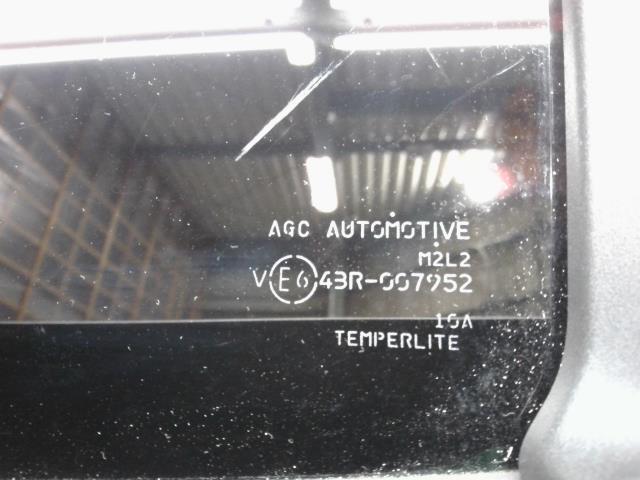 AGC AUTOMOTIVE
M2L2
V E6 43R-007952
10A
TEMPERLITE